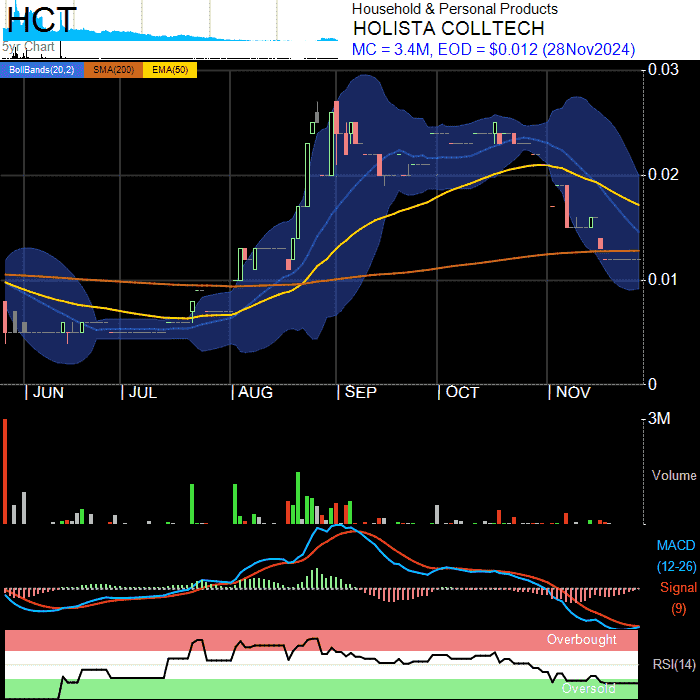 HCT
5yr Chart
Household & Personal Products
HOLISTA COLLTECH
MC = 3.4M, EOD = $0.012 (28Nov2024)
BollBands(20,2) SMA(200) EMA(50)
0.03
0.02
0.01
0
JUN JUL AUG SEP OCT NOV
3M
Volume
MACD
(12-26)
Signal
(9)
Overbought
RSI(14)
Oversold